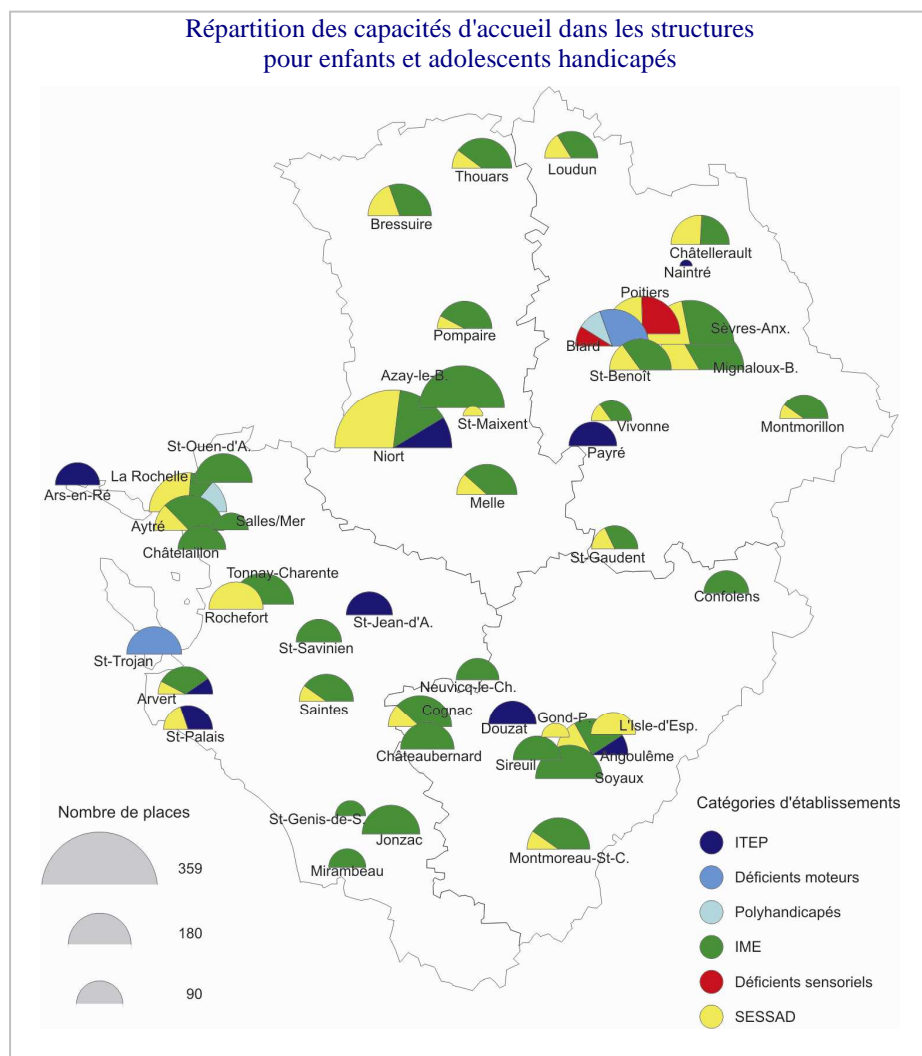 Répartition des capacités d'accueil dans les structures
pour enfants et adolescents handicapés
Loudun
Thouars
Bressuire
Châtellerault
Naintré
Poitiers
Pompaire
Sèvres-Anx.
Biard
St-Benoît
Mignaloux-B.
Azay-le-B.
St-Maixent
Vivonne
Montmorillon
Niort
Payré
St-Ouen-d'A.
La Rochelle
Ars-en-Ré
Melle
Aytré
Salles/Mer
Châtelaillon
St-Gaudent
Tonnay-Charente
Confolens
Rochefort
St-Jean-d'A.
St-Savinien
St-Trojan
Neuvicq-le-Ch.
Arvert
Saintes
Cognac
Douzat
Gond-P.
L'Isle-d'Esp.
St-Palais
Châteaubernard
Sireuil
Angoulême
Soyaux
Nombre de places
359
180
90
St-Genis-de-S.
Jonzac
Mirambeau
Montmoreau-St-C.
Catégories d'établissements
ITEP
Déficients moteurs
Polyhandicapés
IME
Déficients sensoriels
SESSAD